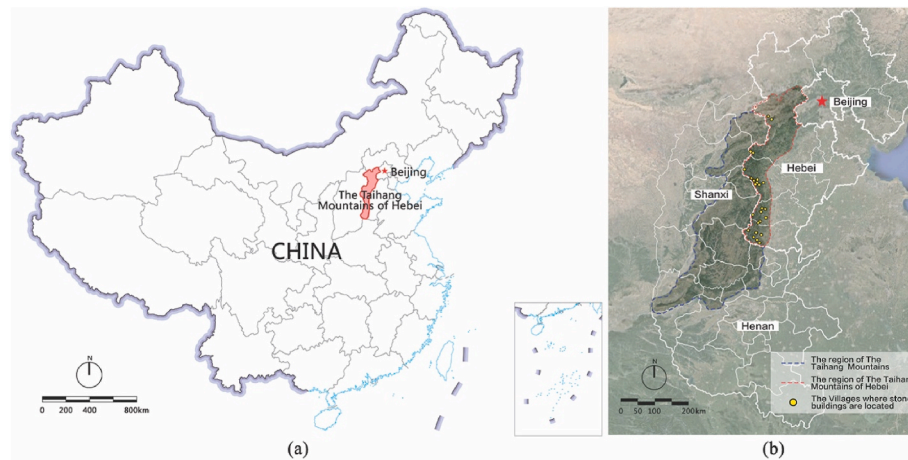 Beijing
The Taihang
Mountains of Hebei
CHINA
N
0 200 400 800km
(a)
Beijing
Hebei
Shanxi
Henan
N
0 50 100 200km
The region of The
Taihang Mountains
The region of The Taihang
Mountains of Hebei
The Villages where stone
buildings are located
(b)